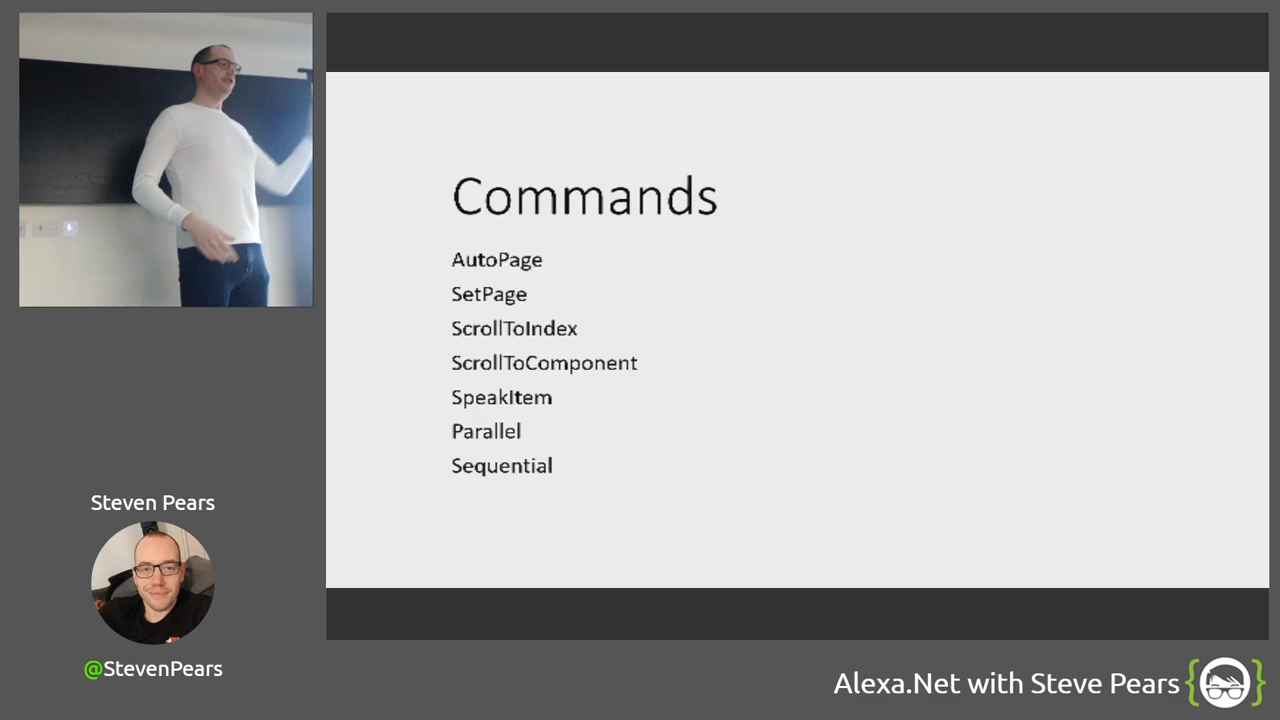 Commands
AutoPage
SetPage
ScrollToIndex
ScrollToComponent
SpeakItem
Parallel
Sequential
Steven Pears
@StevenPears
Alexa.Net with Steve Pears